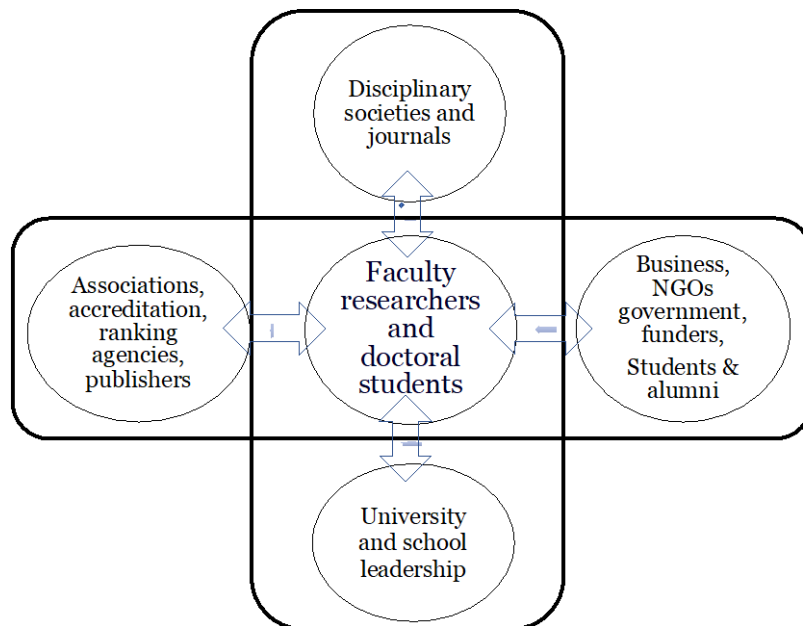 Disciplinary
societies and
journals
Associations,
accreditation,
ranking
agencies,
publishers
Faculty
researchers
and
doctoral
students
Business,
NGOs
government,
funders,
Students &
alumni
University
and school
leadership